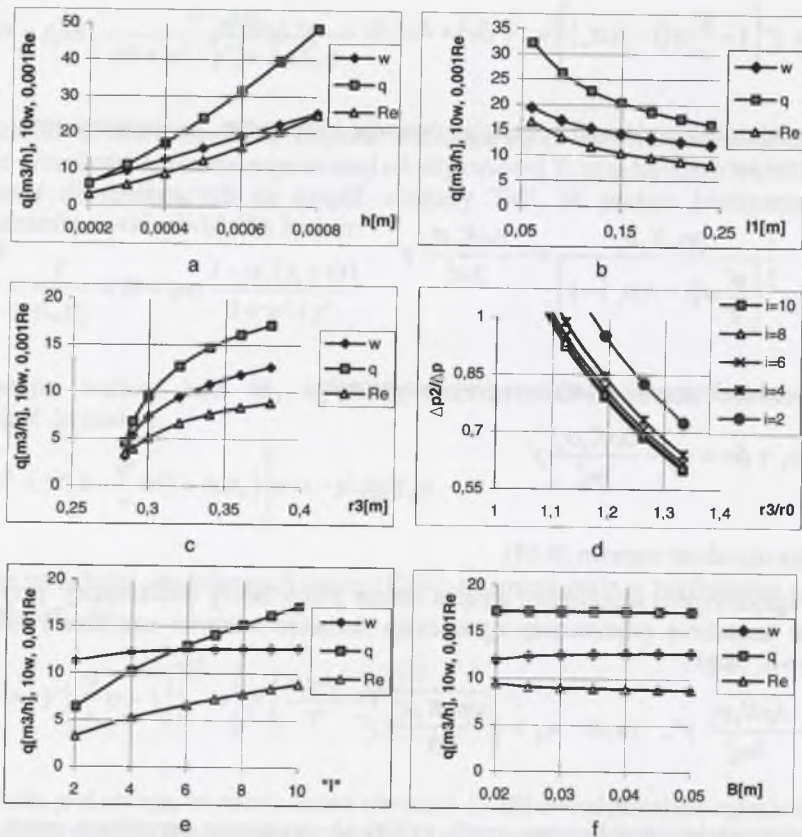 q[m3/h], 10w, 0,001Re
50
40
30
20
10
0
0,0002 0,0004 0,0006 0,0008
h[m]
w
q
Re
a
q[m3/h], 10w, 0,001Re
35
30
25
20
15
10
5
0
0,05 0,15 0,25
l1[m]
w
q
Re
b
q[m3/h], 10w, 0,001Re
20
15
10
5
0
0,25 0,3 0,35 0,4
r3[m]
w
q
Re
c
Δp2/Δp
1
0,85
0,7
0,55
1 1,1 1,2 1,3 1,4
r3/r0
i=10
i=8
i=6
i=4
i=2
d
q[m3/h], 10w, 0,001Re
20
15
10
5
0
2 4 6 8 10
"I"
w
q
Re
e
q[m3/h], 10w, 0,001Re
20
15
10
5
0
0,02 0,03 0,04 0,05
B[m]
w
q
Re
f